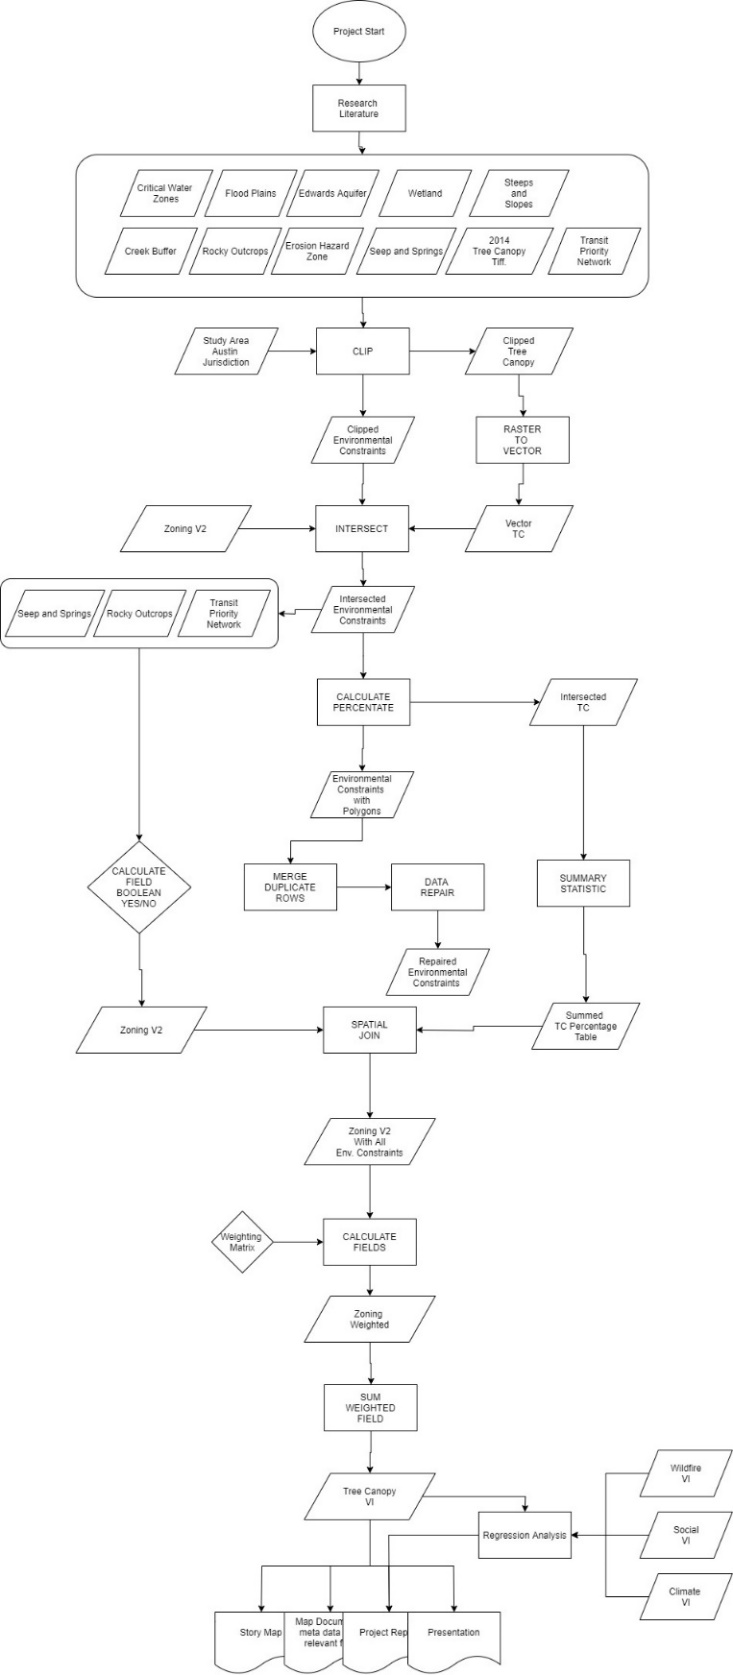 Project Start
Research
Literature
Critical Water
Zones
Flood Plains
Edwards Aquifer
Wetland
Steeps
and
Slopes
Creek Buffer
Rocky Outcrops
Erosion Hazard
Zone
Seep and Springs
2014
Tree Canopy
Tiff.
Transit
Priority
Network
Study Area
Austin
Jurisdiction
CLIP
Clipped
Tree
Canopy
Clipped
Environmental
Constraints
RASTER
TO
VECTOR
Zoning V2
INTERSECT
Vector
TC
Seep and Springs
Rocky Outcrops
Transit
Priority
Network
Intersected
Environmental
Constraints
CALCULATE
PERCENTATE
Intersected
TC
Environmental
Constraints
with
Polygons
CALCULATE
FIELD
BOOLEAN
YES/NO
MERGE
DUPLICATE
ROWS
DATA
REPAIR
SUMMARY
STATISTIC
Repaired
Environmental
Constraints
Zoning V2
SPATIAL
JOIN
Summed
TC Percentage
Table
Zoning V2
With All
Env. Constraints
Weighting
Matrix
CALCULATE
FIELDS
Zoning
Weighted
SUM
WEIGHTED
FIELD
Tree Canopy
VI
Wildfire
VI
Regression Analysis
Social
VI
Climate
VI
Story Map
Map Docum
meta data
relevant f
Project Rep
Presentation